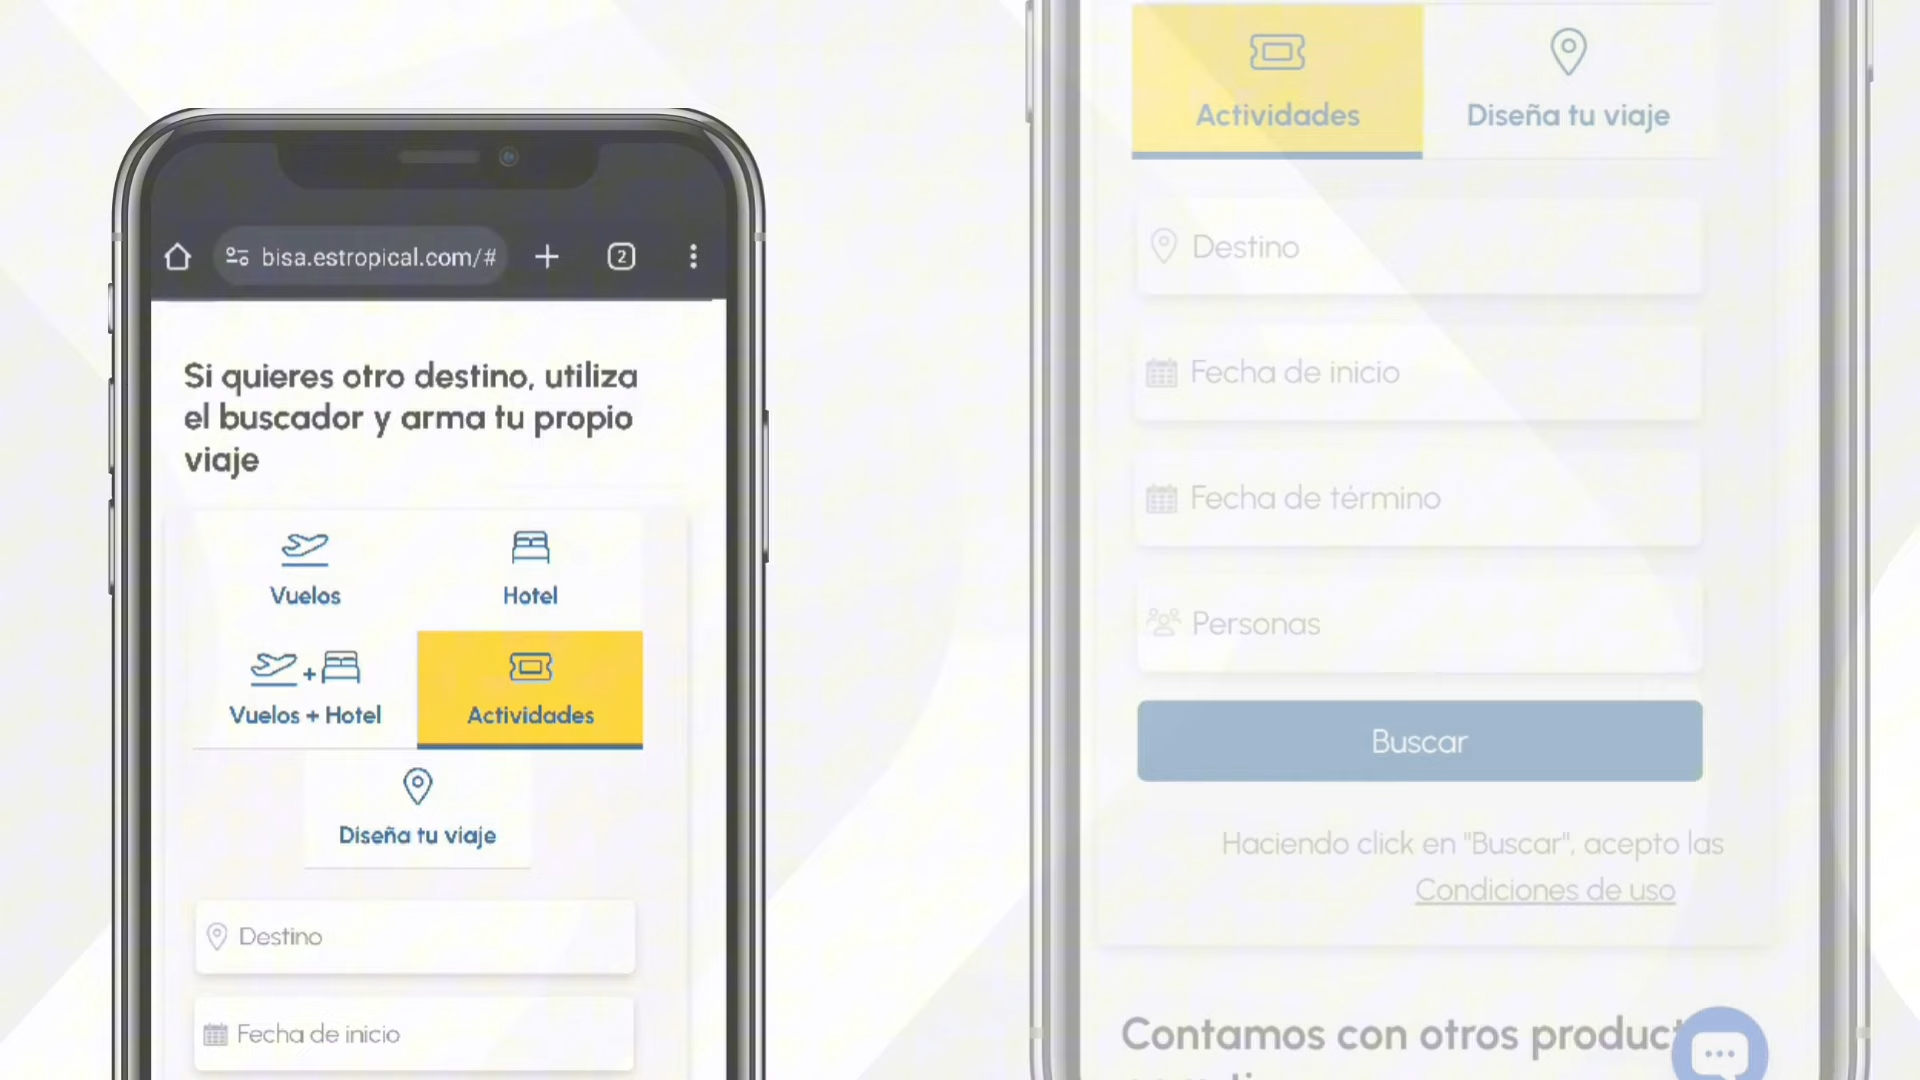 2
bisa.estropical.com/#
Si quieres otro destino, utiliza
el buscador y arma tu propio
viaje
Vuelos
Hotel
Vuelos + Hotel
Actividades
Diseña tu viaje
Destino
Fecha de inicio
Actividades
Diseña tu viaje
Destino
Fecha de inicio
Fecha de término
Personas
Buscar
Haciendo click en "Buscar", acepto las
Condiciones de uso
Contamos con otros product